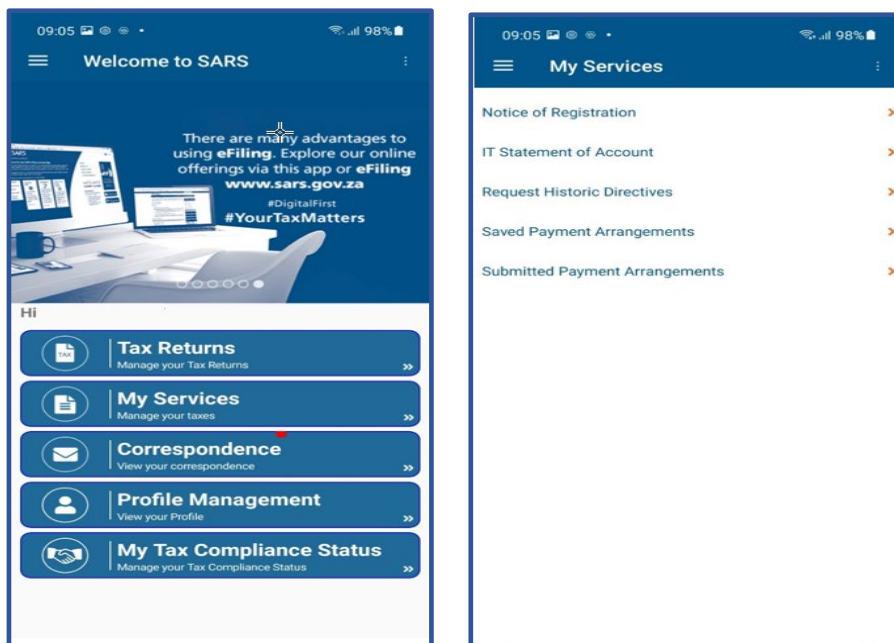 09:05 98%
Welcome to SARS
There are many advantages to
using eFiling. Explore our online
offerings via this app or eFiling
www.sars.gov.za
#DigitalFirst
#YourTaxMatters
Hi
TAX
Tax Returns
Manage your Tax Returns
My Services
Manage your taxes
Correspondence
View your correspondence
Profile Management
View your Profile
My Tax Compliance Status
Manage your Tax Compliance Status
09:05 98%
My Services
Notice of Registration
IT Statement of Account
Request Historic Directives
Saved Payment Arrangements
Submitted Payment Arrangements